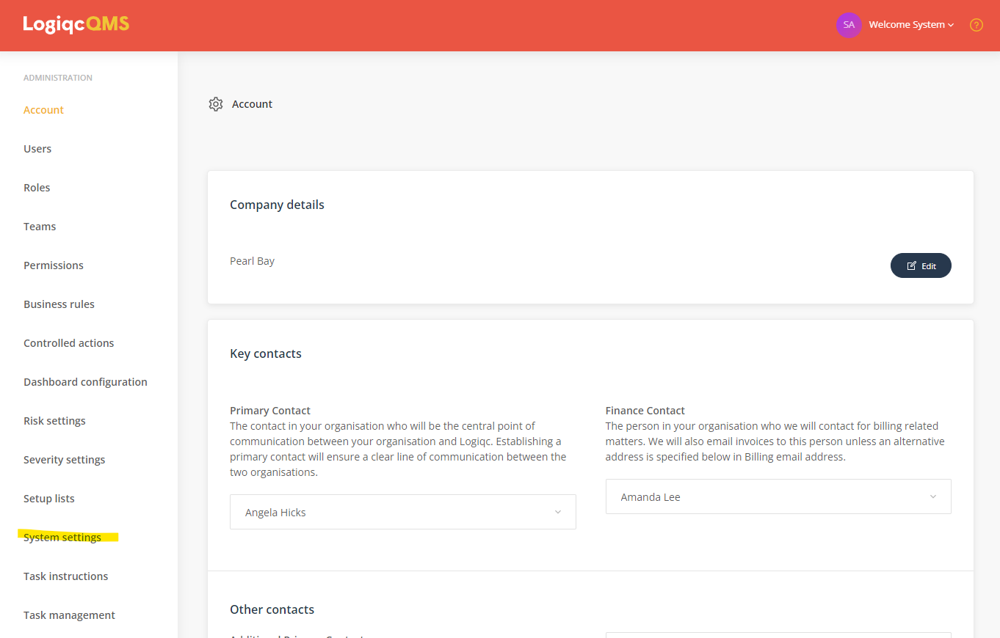 LogiqcQMS
SA
Welcome System
?
ADMINISTRATION
Account
Users
Roles
Teams
Permissions
Business rules
Controlled actions
Dashboard configuration
Risk settings
Severity settings
Setup lists
System settings
Task instructions
Task management
Account
Company details
Pearl Bay
Edit
Key contacts
Primary Contact
The contact in your organisation who will be the central point of
communication between your organisation and Logiqc. Establishing a
primary contact will ensure a clear line of communication between the
two organisations.
Angela Hicks
Finance Contact
The person in your organisation who we will contact for billing related
matters. We will also email invoices to this person unless an alternative
address is specified below in Billing email address.
Amanda Lee
Other contacts